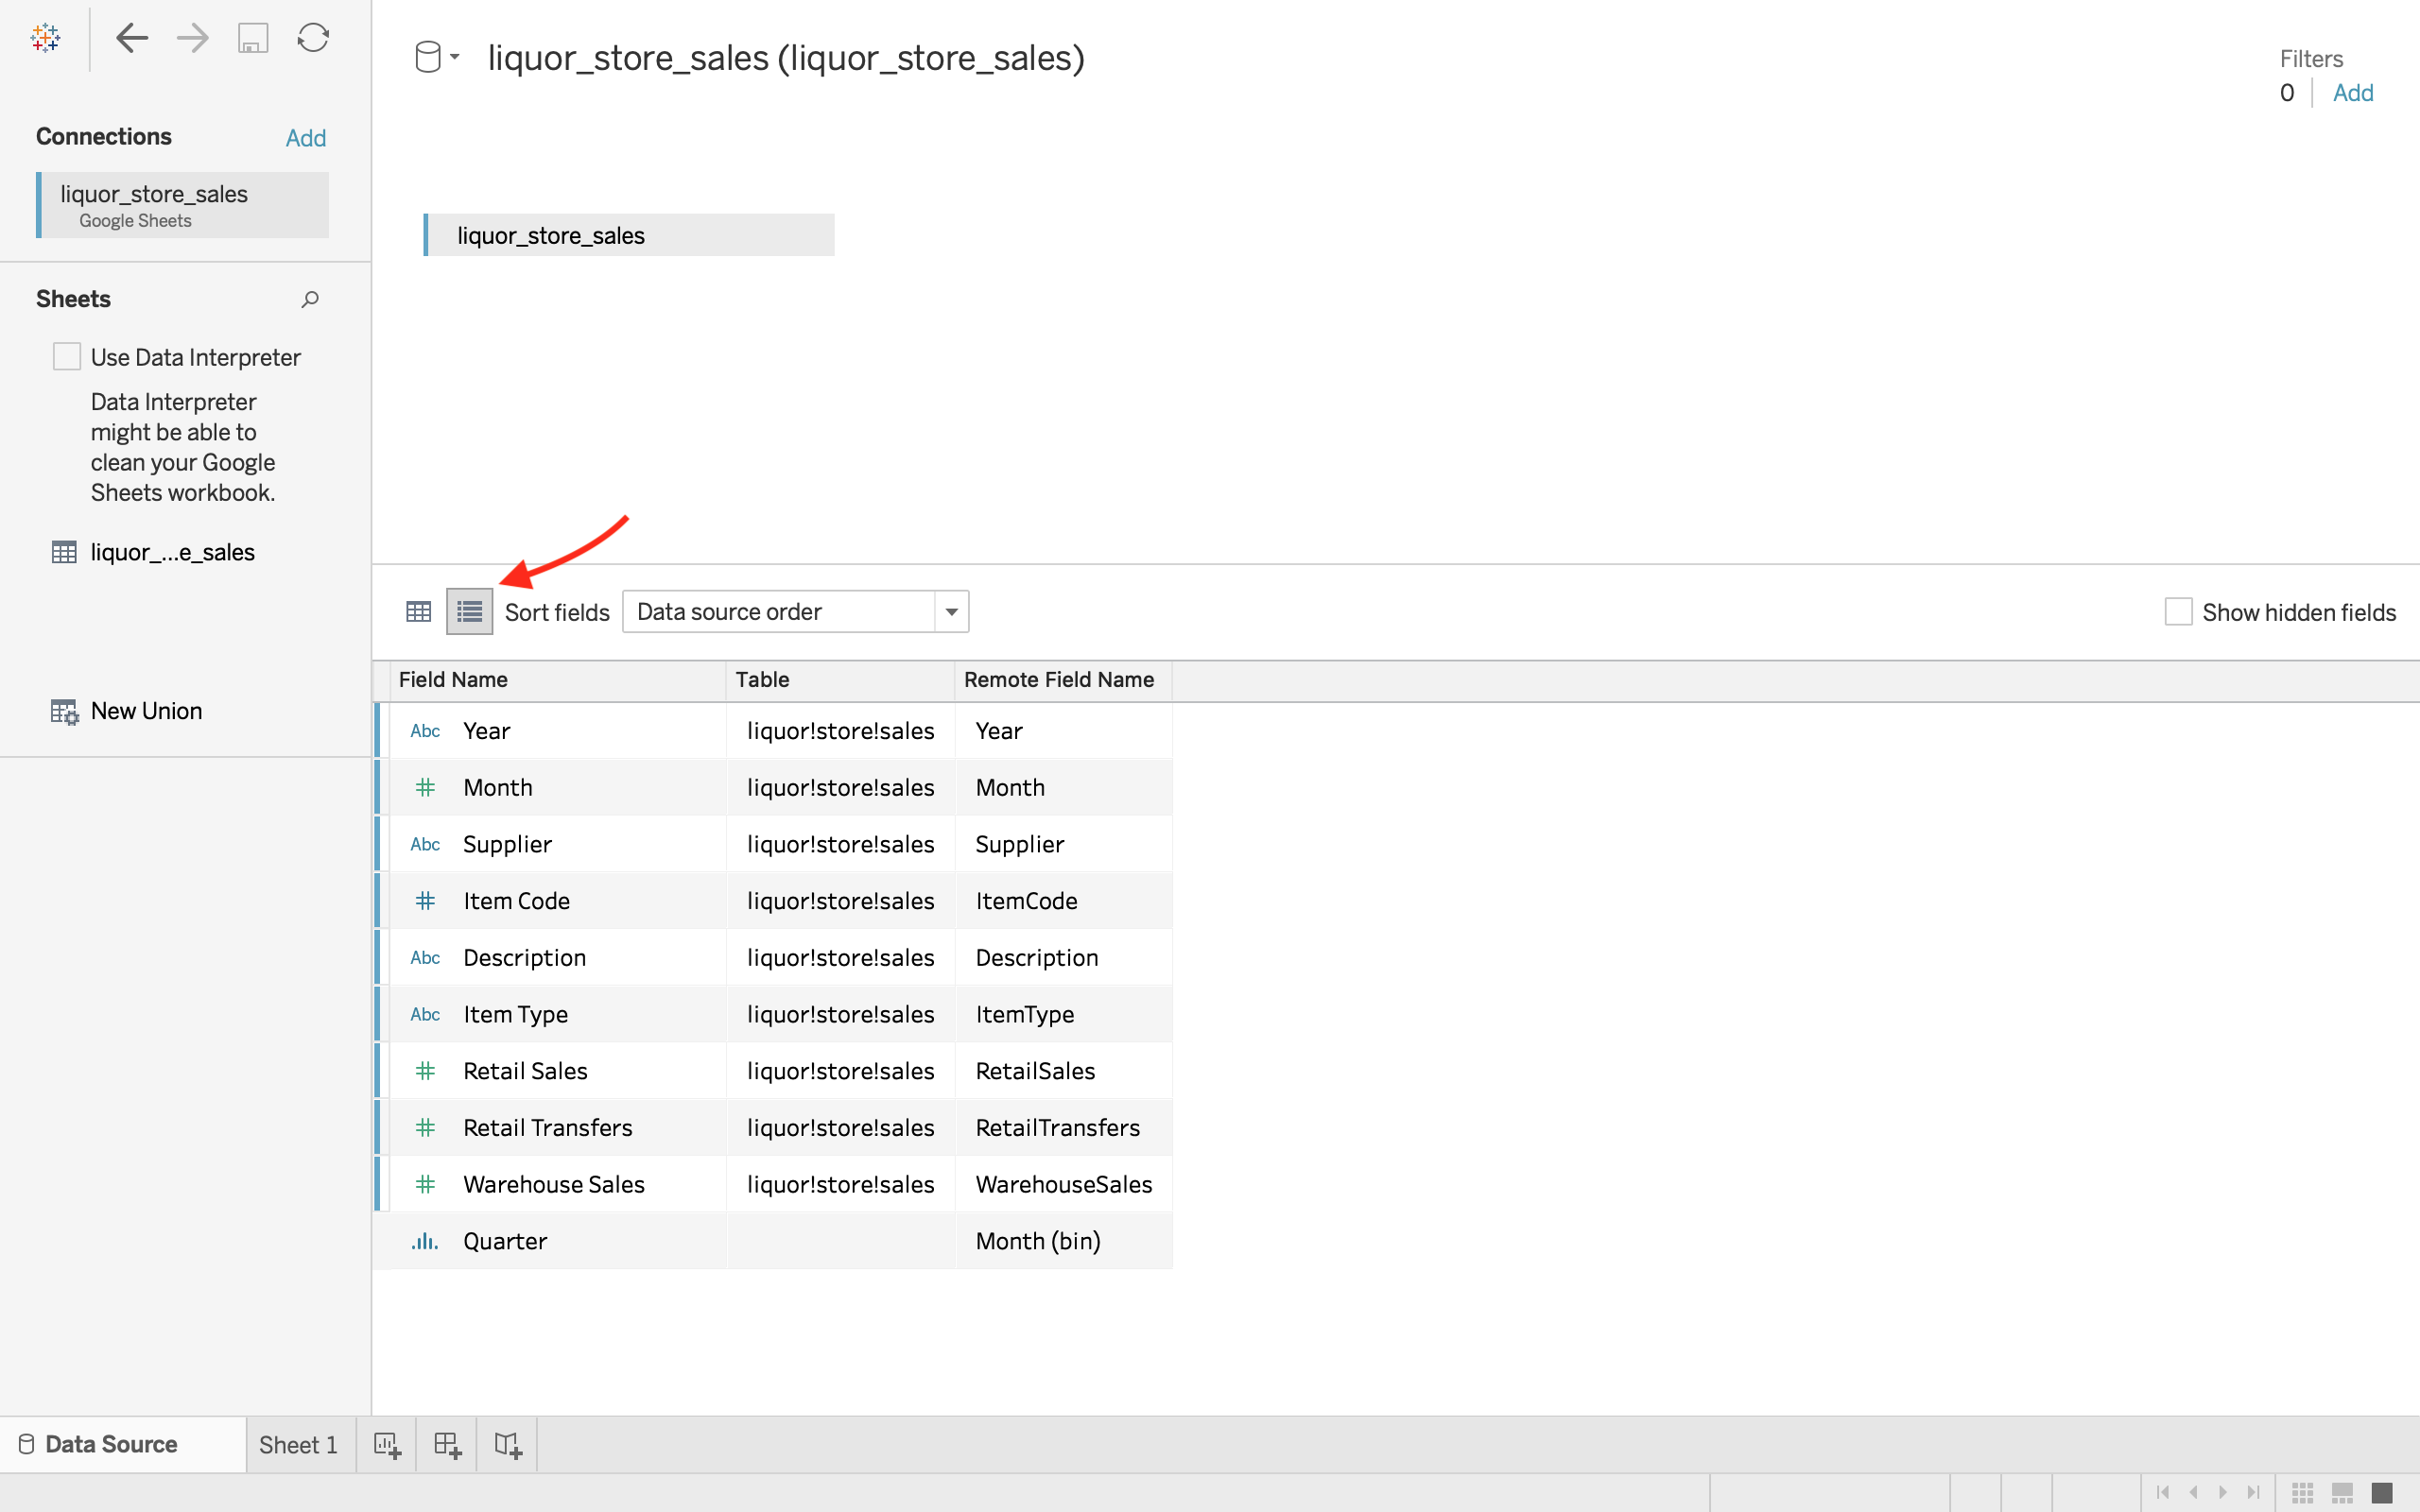 liquor_store_sales (liquor_store_sales)
Filters
0 Add
Connections Add
liquor_store_sales
Google Sheets
liquor_store_sales
Sheets
Use Data Interpreter
Data Interpreter
might be able to
clean your Google
Sheets workbook.
liquor_...e_sales
New Union
Sort fields Data source order Show hidden fields
Field Name Table Remote Field Name
Abc Year liquor!store!sales Year
# Month liquor!store!sales Month
Abc Supplier liquor!store!sales Supplier
# Item Code liquor!store!sales ItemCode
Abc Description liquor!store!sales Description
Abc Item Type liquor!store!sales ItemType
# Retail Sales liquor!store!sales RetailSales
# Retail Transfers liquor!store!sales RetailTransfers
# Warehouse Sales liquor!store!sales WarehouseSales
Quarter Month (bin)
Data Source Sheet 1